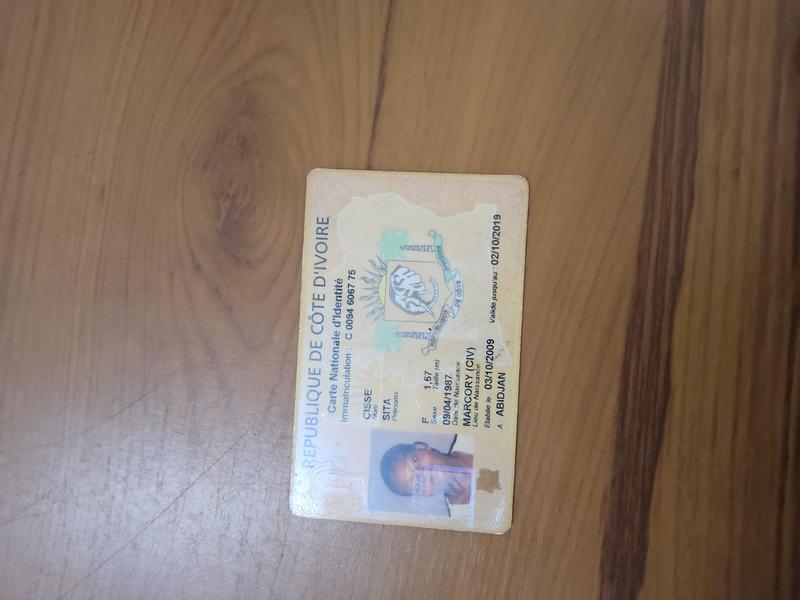 REPUBLIQUE DE CÔTE D'IVOIRE
Carte Nationale d'Identité
Immatriculation : C 0094 6067 75
CISSE
Nom
SITA
Prénoms
F 1,57
Sexe Taille (m)
09/04/1987
Date de Naissance
MARCORY (CIV)
Lieu de Naissance
Etablie le 03/10/2009 Valide jusqu'au 02/10/2019
A ABIDJAN